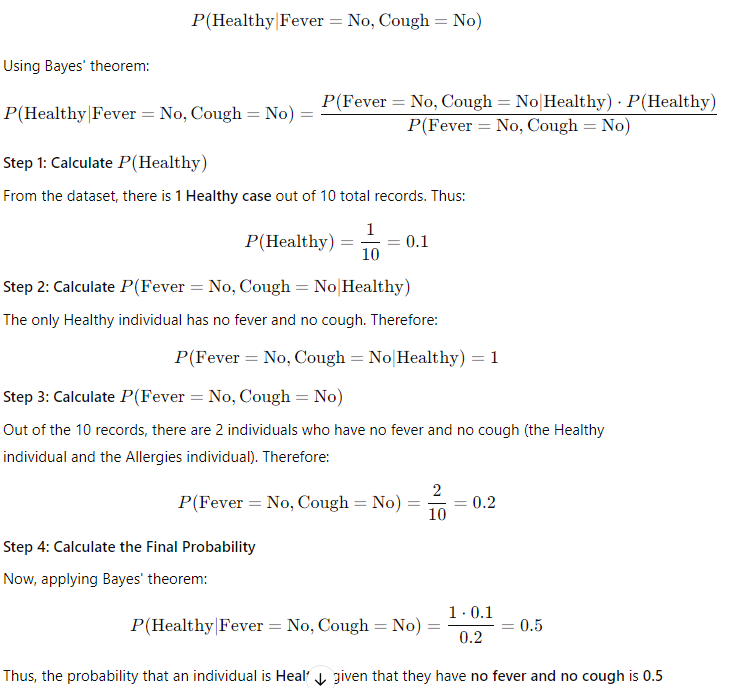 P(Healthy|Fever = No, Cough = No)
Using Bayes' theorem:
P(Healthy|Fever = No, Cough = No) = P(Fever = No, Cough = No|Healthy) · P(Healthy) / P(Fever = No, Cough = No)
Step 1: Calculate P(Healthy)
From the dataset, there is 1 Healthy case out of 10 total records. Thus:
P(Healthy) = 1/10 = 0.1
Step 2: Calculate P(Fever = No, Cough = No|Healthy)
The only Healthy individual has no fever and no cough. Therefore:
P(Fever = No, Cough = No|Healthy) = 1
Step 3: Calculate P(Fever = No, Cough = No)
Out of the 10 records, there are 2 individuals who have no fever and no cough (the Healthy
individual and the Allergies individual). Therefore:
P(Fever = No, Cough = No) = 2/10 = 0.2
Step 4: Calculate the Final Probability
Now, applying Bayes' theorem:
P(Healthy|Fever = No, Cough = No) = 1 · 0.1 / 0.2 = 0.5
Thus, the probability that an individual is given that they have no fever and no cough is 0.5